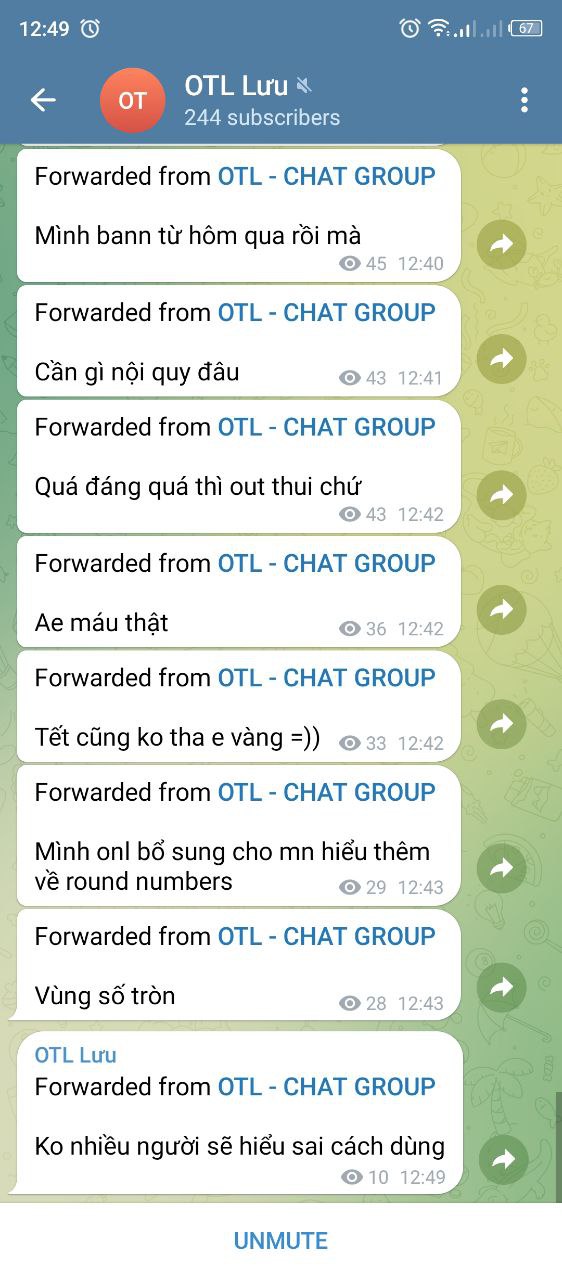 12:49
67
OT
OTL Lưu
244 subscribers
Forwarded from OTL - CHAT GROUP
Mình bann từ hôm qua rồi mà
45 12:40
Forwarded from OTL - CHAT GROUP
Cần gì nội quy đâu
43 12:41
Forwarded from OTL - CHAT GROUP
Quá đáng quá thì out thui chứ
43 12:42
Forwarded from OTL - CHAT GROUP
Ae máu thật
36 12:42
Forwarded from OTL - CHAT GROUP
Tết cũng ko tha e vàng =))
33 12:42
Forwarded from OTL - CHAT GROUP
Mình onl bổ sung cho mn hiểu thêm
về round numbers
29 12:43
Forwarded from OTL - CHAT GROUP
Vùng số tròn
28 12:43
OTL Lưu
Forwarded from OTL - CHAT GROUP
Ko nhiều người sẽ hiểu sai cách dùng
10 12:49
UNMUTE